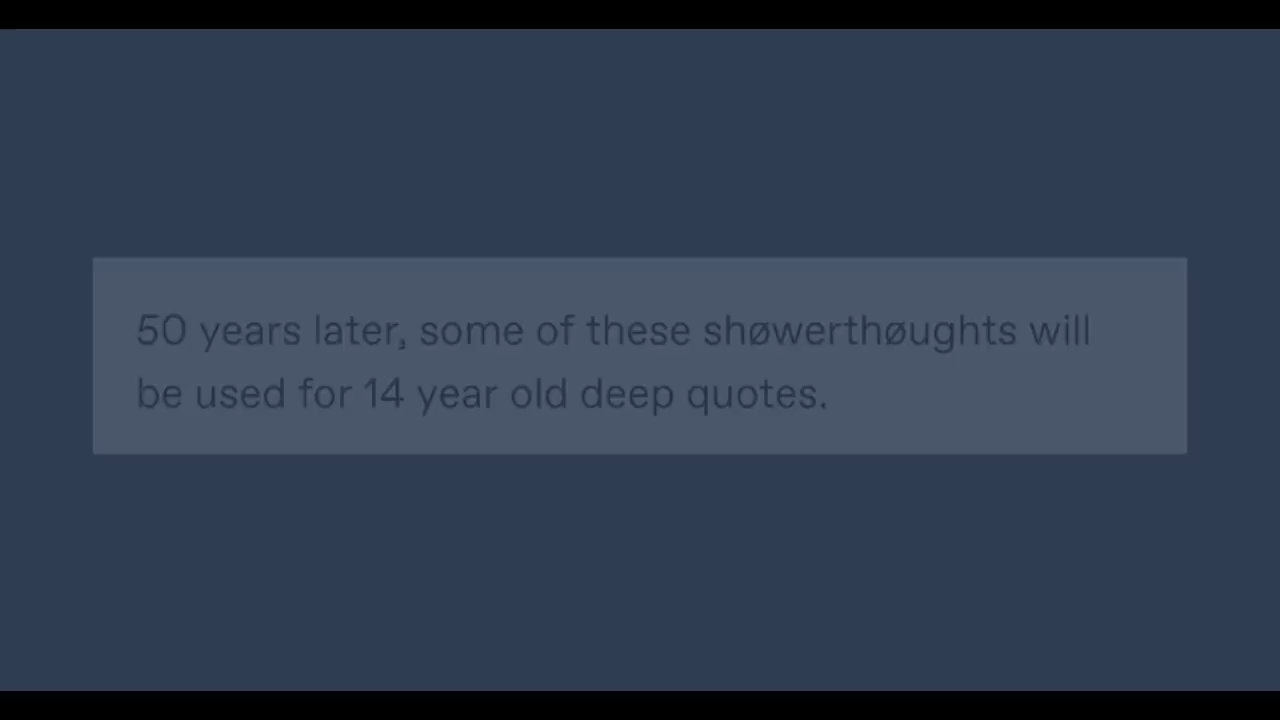 50 years later, some of these shøwerthøughts will
be used for 14 year old deep quotes.